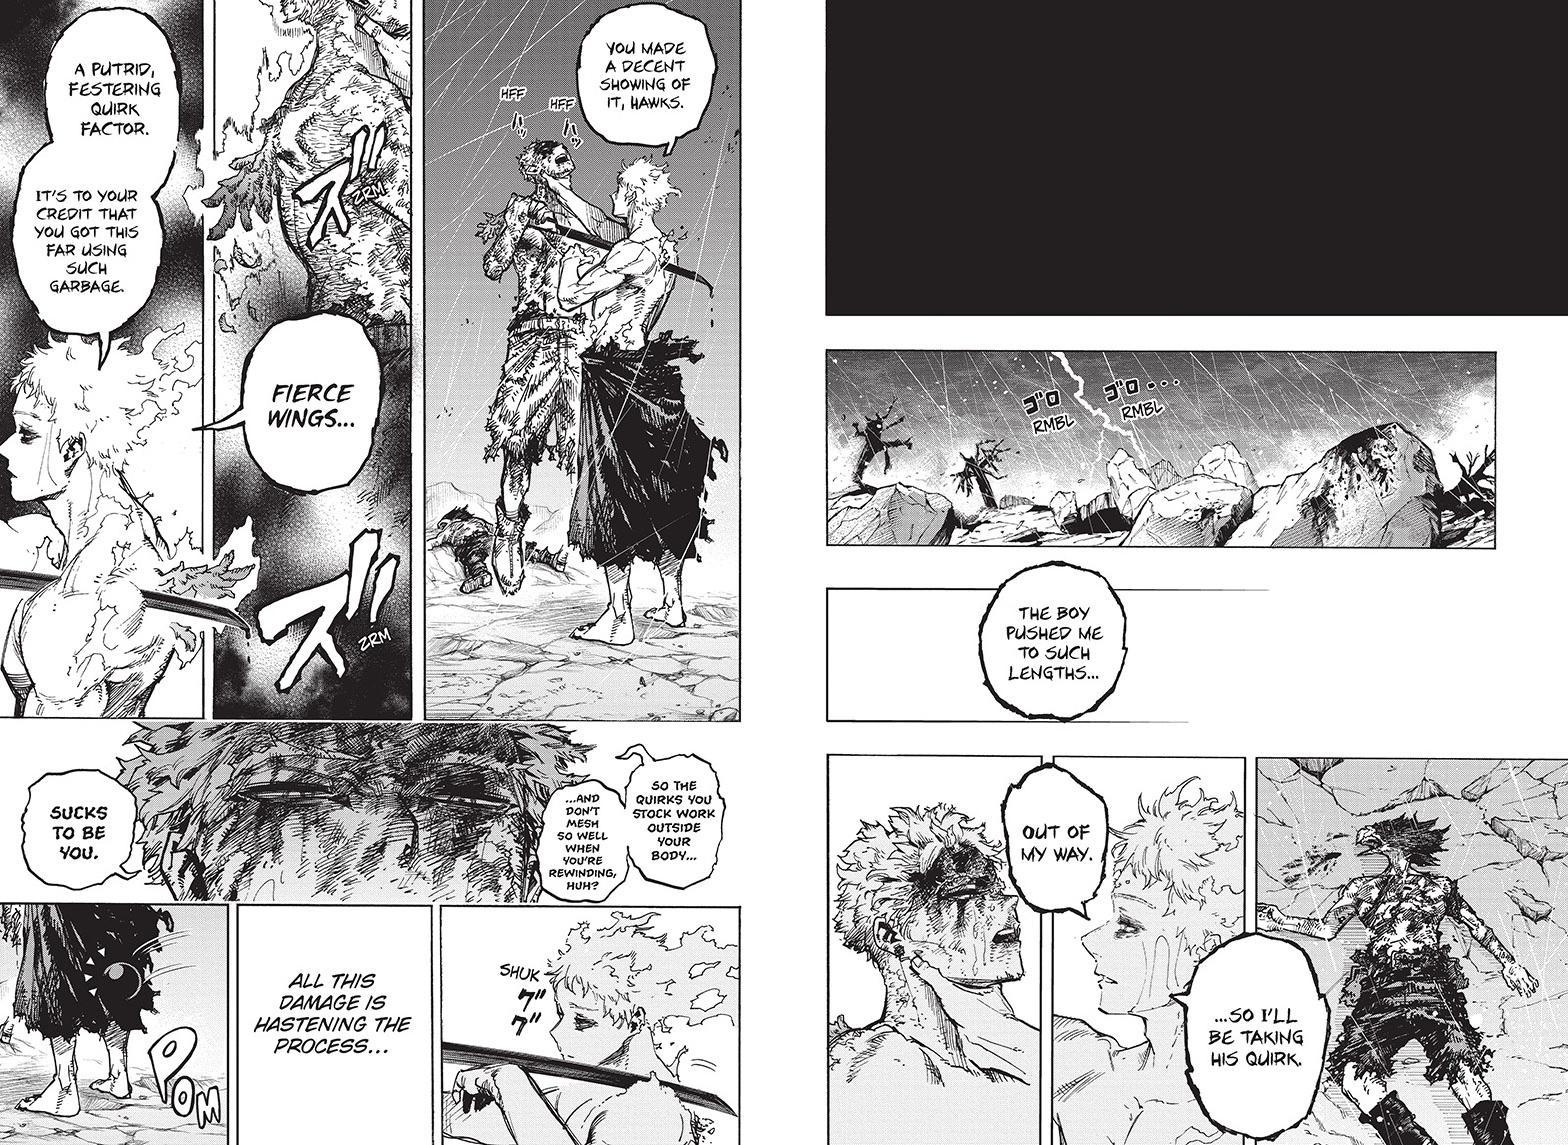 ゴロ
RMBL
ゴロ・・・
RMBL
THE BOY
PUSHED ME
TO SUCH
LENGTHS...
...SO I'LL
BE TAKING
HIS QUIRK.
OUT OF
MY WAY.
YOU MADE
A DECENT
SHOWING OF
IT, HAWKS.
HFF
HFF
ズ
ZRM
FIERCE
WINGS...
ズ
ZRM
A PUTRID,
FESTERING
QUIRK
FACTOR.
IT'S TO YOUR
CREDIT THAT
YOU GOT THIS
FAR USING
SUCH
GARBAGE.
SO THE
QUIRKS YOU
STOCK WORK
OUTSIDE
YOUR
BODY...
...AND
DON'T
MESH
SO WELL
WHEN
YOU'RE
REWINDING,
HUH?
SUCKS
TO BE
YOU.
SHUK
ALL THIS
DAMAGE IS
HASTENING THE
PROCESS...
POM